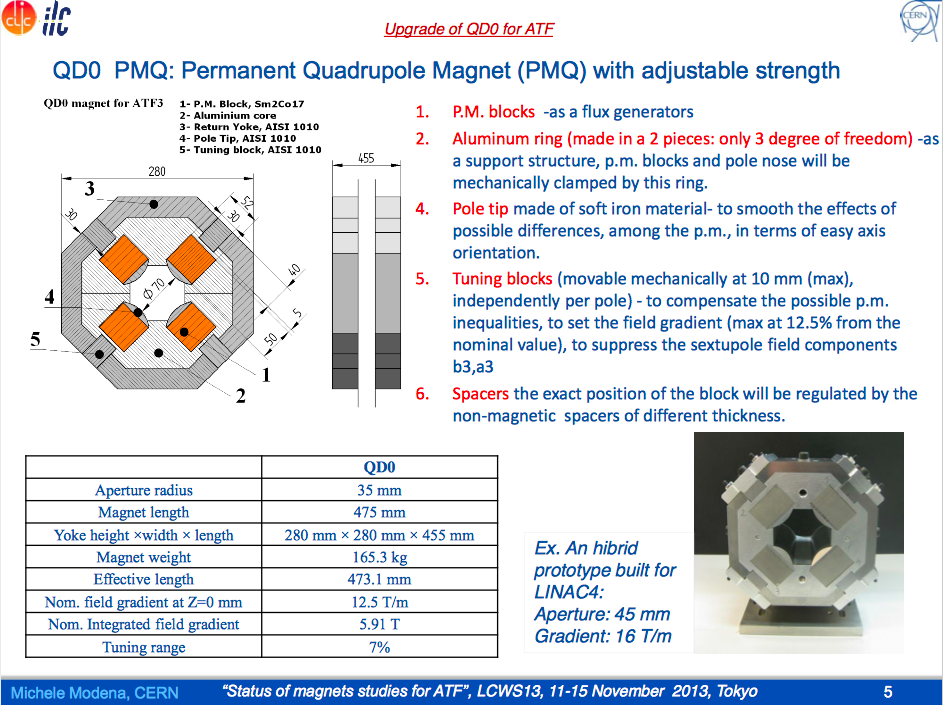 clc ilc
Upgrade of QD0 for ATF
CERN
QD0 PMQ: Permanent Quadrupole Magnet (PMQ) with adjustable strength
QD0 magnet for ATF3
1- P.M. Block, Sm2Co17
2- Aluminium core
3- Return Yoke, AISI 1010
4- Pole Tip, AISI 1010
5- Tuning block, AISI 1010
455
280
3
52
30
30
40
ϕ 70
4
5
50
5
1
2
1. P.M. blocks -as a flux generators
2. Aluminum ring (made in a 2 pieces: only 3 degree of freedom) -as
a support structure, p.m. blocks and pole nose will be
mechanically clamped by this ring.
4. Pole tip made of soft iron material- to smooth the effects of
possible differences, among the p.m., in terms of easy axis
orientation.
5. Tuning blocks (movable mechanically at 10 mm (max),
independently per pole) - to compensate the possible p.m.
inequalities, to set the field gradient (max at 12.5% from the
nominal value), to suppress the sextupole field components
b3,a3
6. Spacers the exact position of the block will be regulated by the
non-magnetic spacers of different thickness.
QD0
Aperture radius 35 mm
Magnet length 475 mm
Yoke height ×width × length 280 mm × 280 mm × 455 mm
Magnet weight 165.3 kg
Effective length 473.1 mm
Nom. field gradient at Z=0 mm 12.5 T/m
Nom. Integrated field gradient 5.91 T
Tuning range 7%
Ex. An hibrid
prototype built for
LINAC4:
Aperture: 45 mm
Gradient: 16 T/m
Michele Modena, CERN
“Status of magnets studies for ATF”, LCWS13, 11-15 November 2013, Tokyo
5